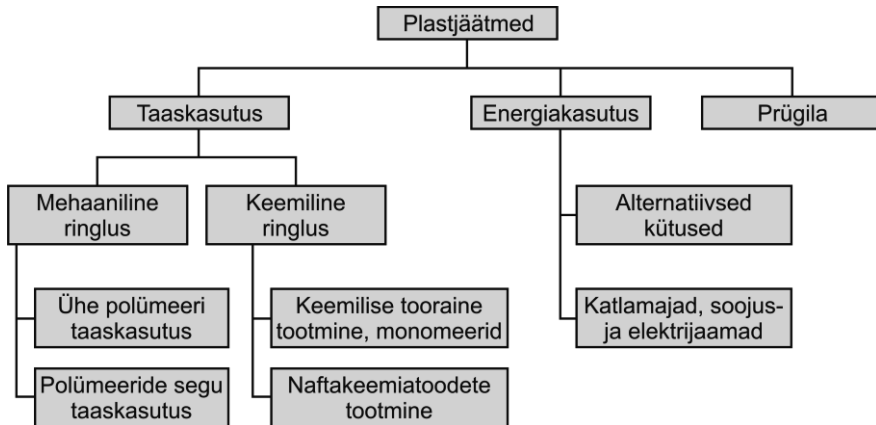 Plastjäätmed
Taaskasutus
Energiakasutus
Prügila
Mehaaniline
ringlus
Keemiline
ringlus
Alternatiivsed
kütused
Ühe polümeeri
taaskasutus
Keemilise tooraine
tootmine, monomeerid
Katlamajad, soojus-
ja elektrijaamad
Polümeeride segu
taaskasutus
Naftakeemiatoodete
tootmine